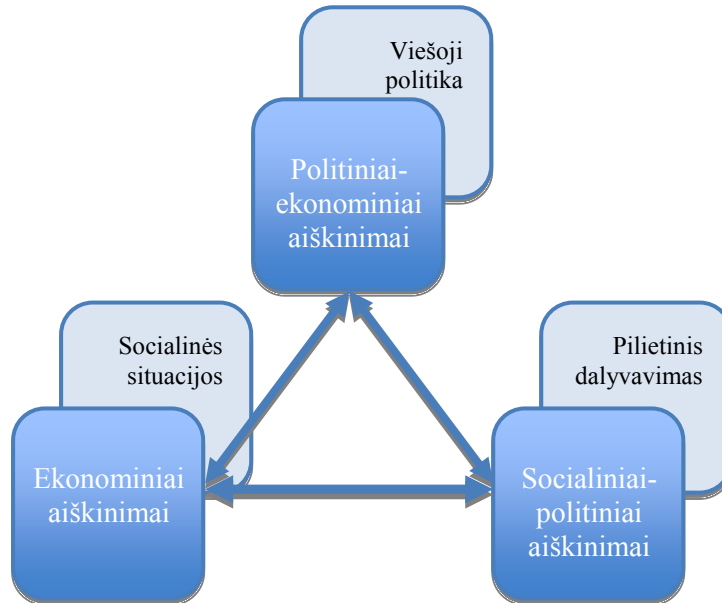 Viešoji
politika
Politiniai-
ekonominiai
aiškinimai
Socialinės
situacijos
Ekonominiai
aiškinimai
Pilietinis
dalyvavimas
Socialiniai-
politiniai
aiškinimai